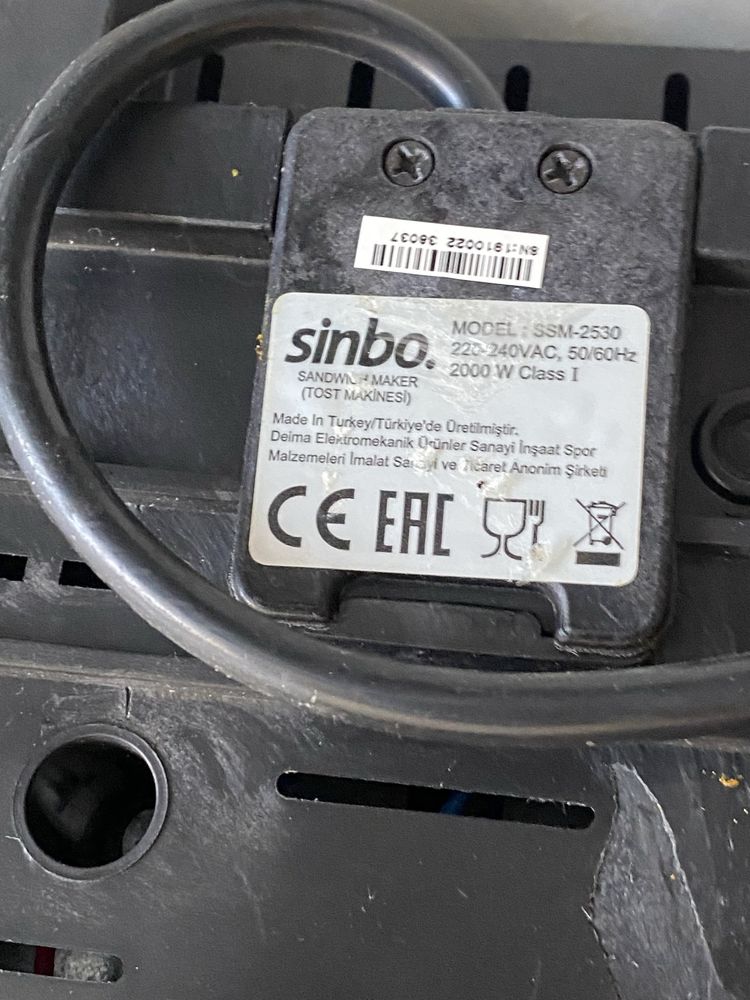 SN:1910022 38037
sinbo.
SANDWICH MAKER
(TOST MAKİNESİ)
MODEL : SSM-2530
220-240VAC, 50/60Hz
2000 W Class I
Made In Turkey/Türkiye'de Üretilmiştir.
Deima Elektromekanik Ürünler Sanayi İnşaat Spor
Malzemeleri İmalat Sanayi ve Ticaret Anonim Şirketi
CE EAC